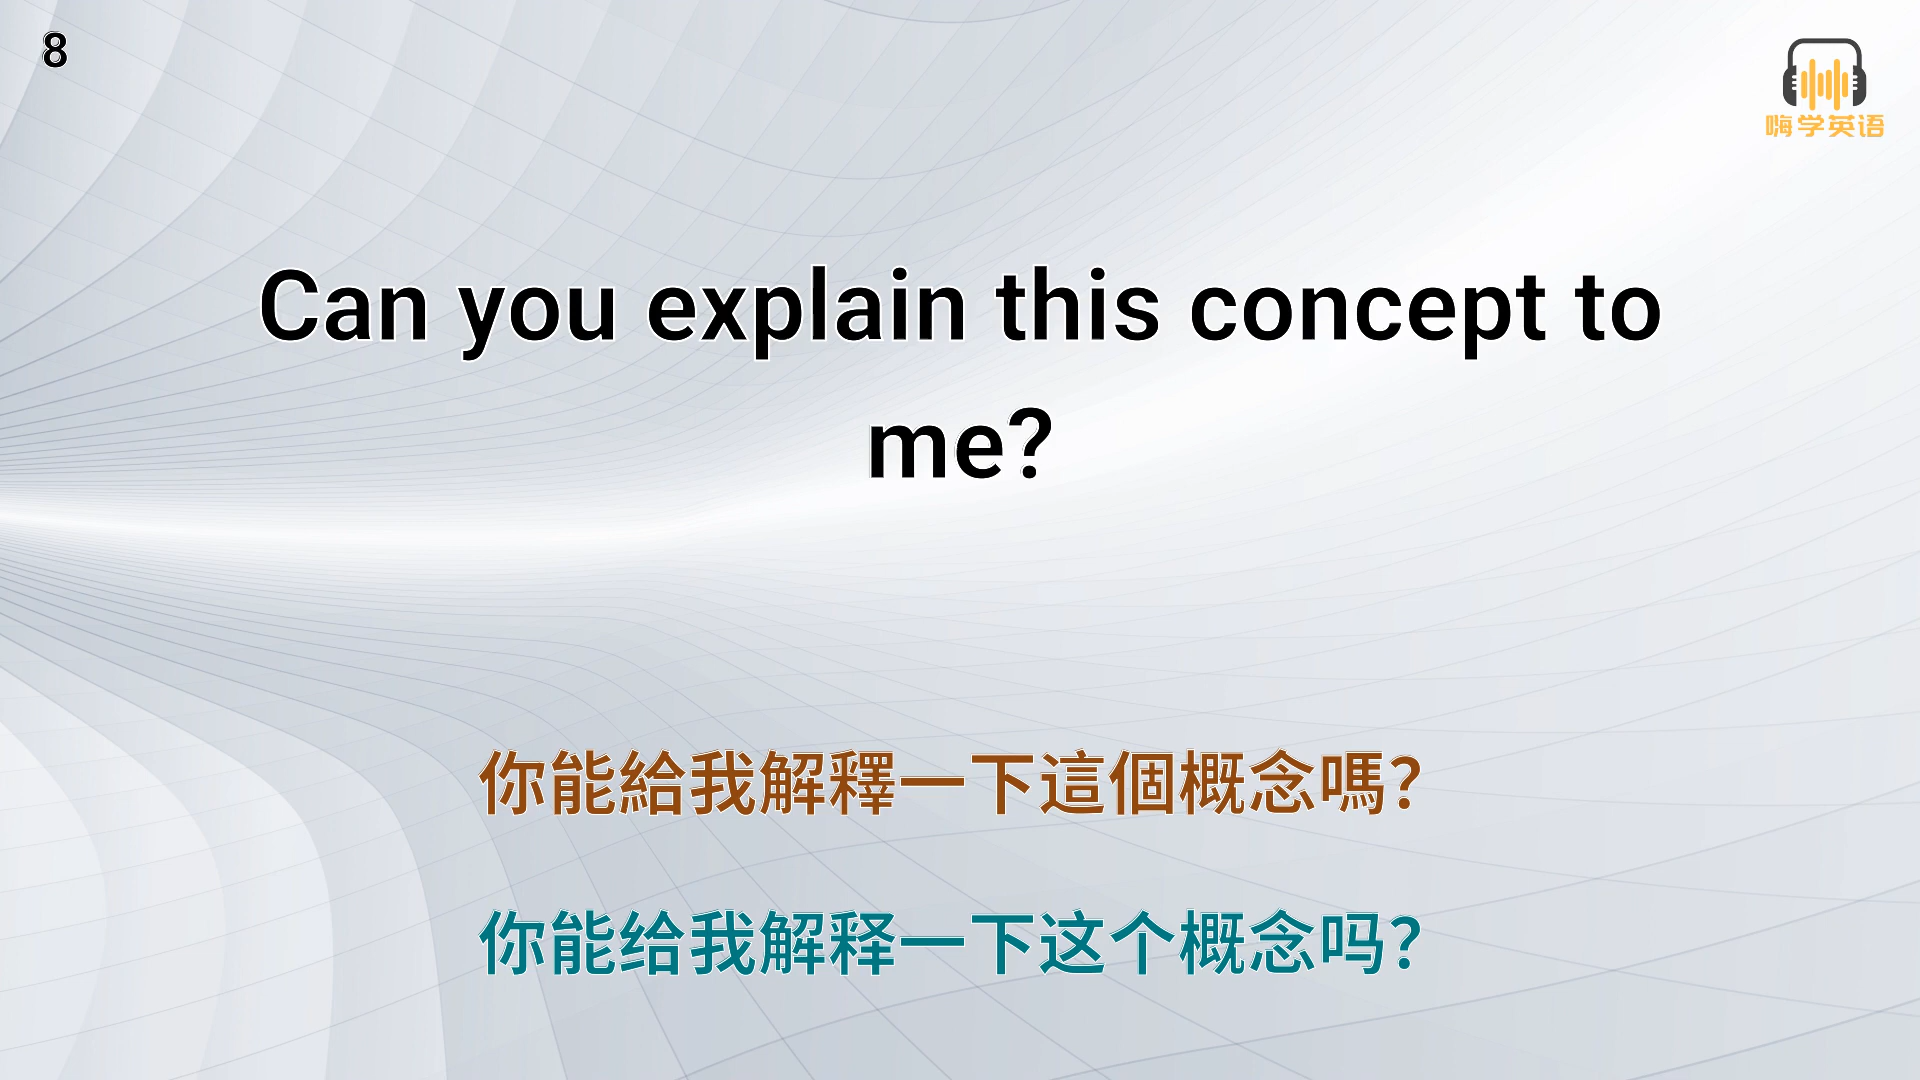 8
嗨学英语
Can you explain this concept to
me?
你能給我解釋一下這個概念嗎?
你能给我解释一下这个概念吗?